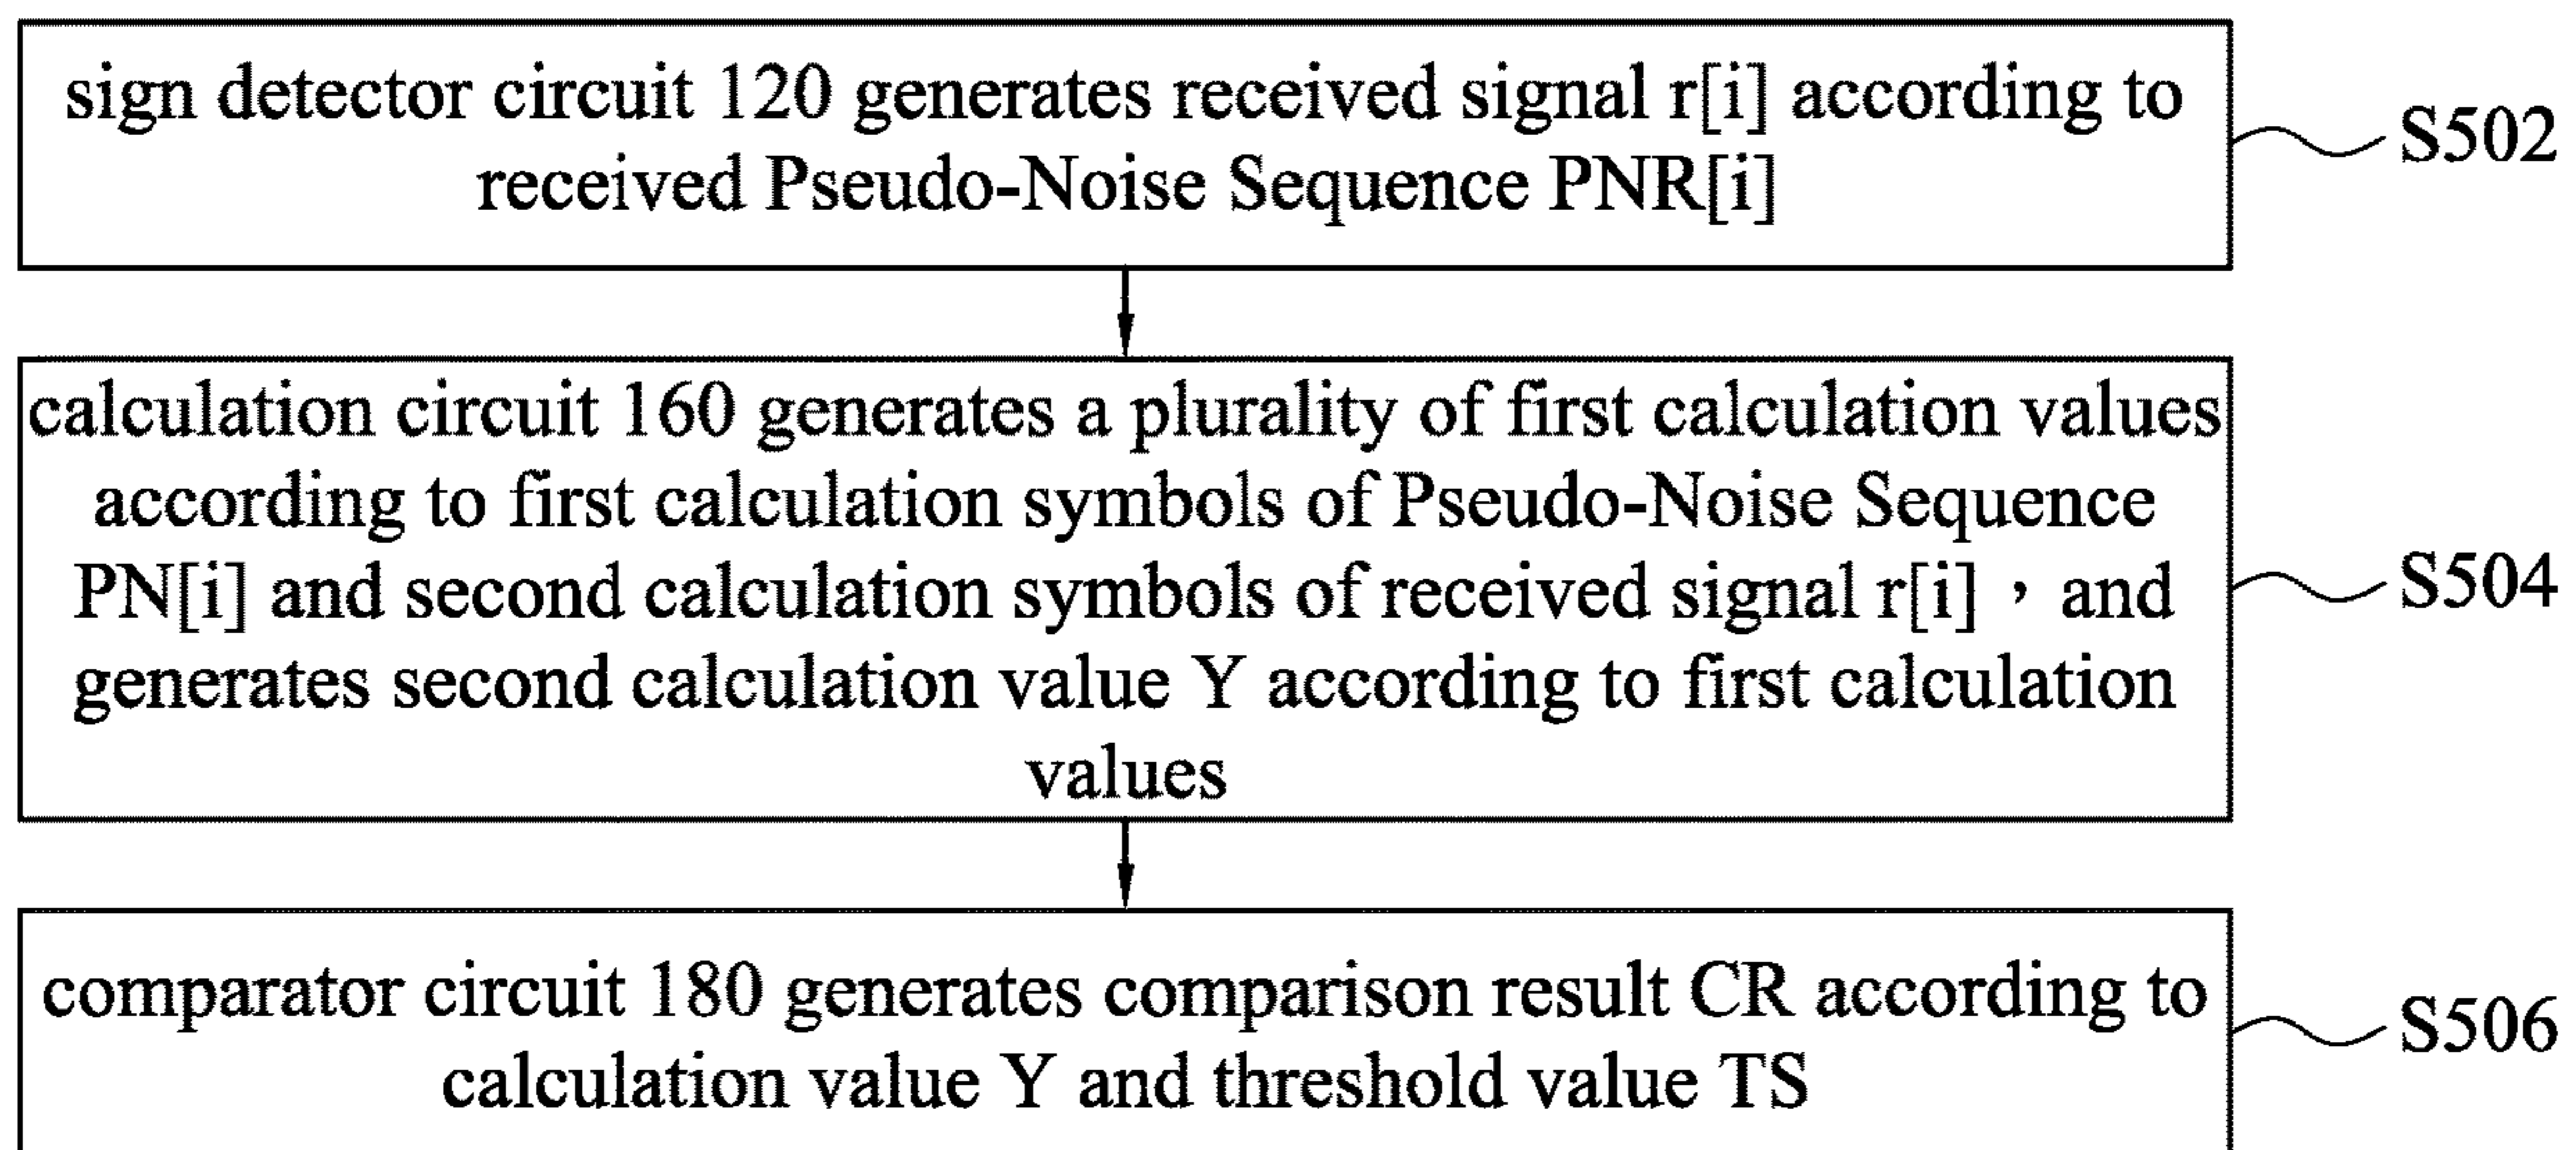 sign detector circuit 120 generates received signal r[i] according to
received Pseudo-Noise Sequence PNR[i]
S502
calculation circuit 160 generates a plurality of first calculation values
according to first calculation symbols of Pseudo-Noise Sequence
PN[i] and second calculation symbols of received signal r[i],and
generates second calculation value Y according to first calculation
values
S504
comparator circuit 180 generates comparison result CR according to
calculation value Y and threshold value TS
S506